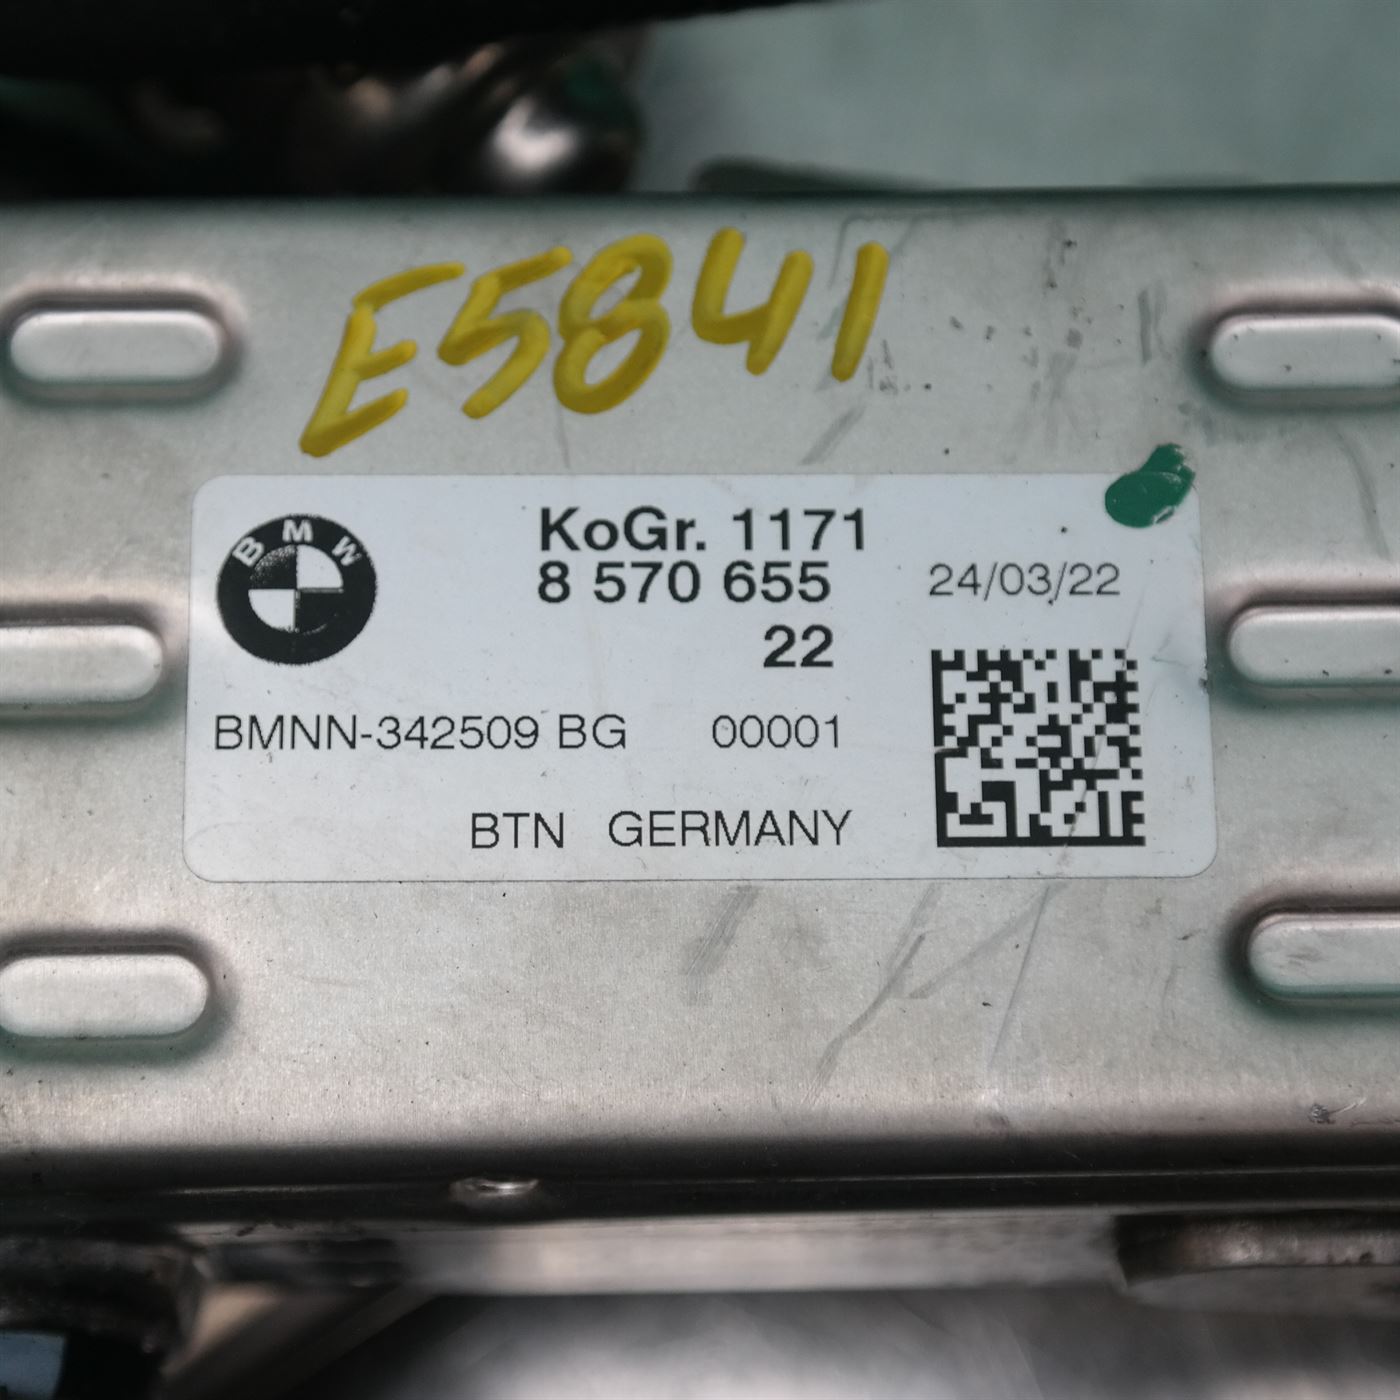 E5841
BMW
KoGr. 1171
8 570 655
24/03/22
22
BMNN-342509 BG 00001
BTN GERMANY